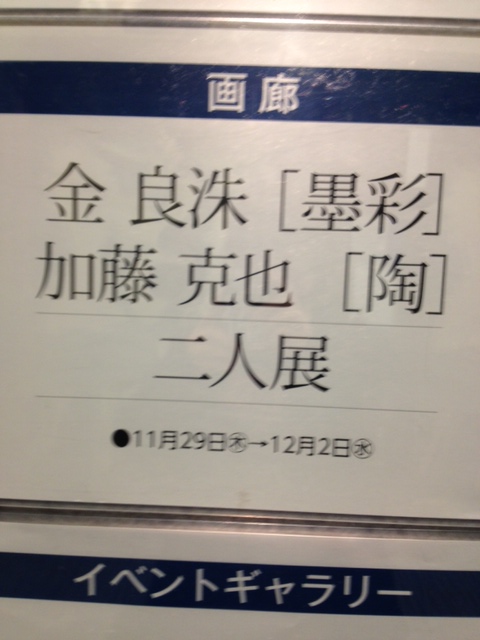 画廊
金 良洙 [墨彩]
加藤 克也 [陶]
二人展
●11月29日㊍→12月2日㊌
イベントギャラリー